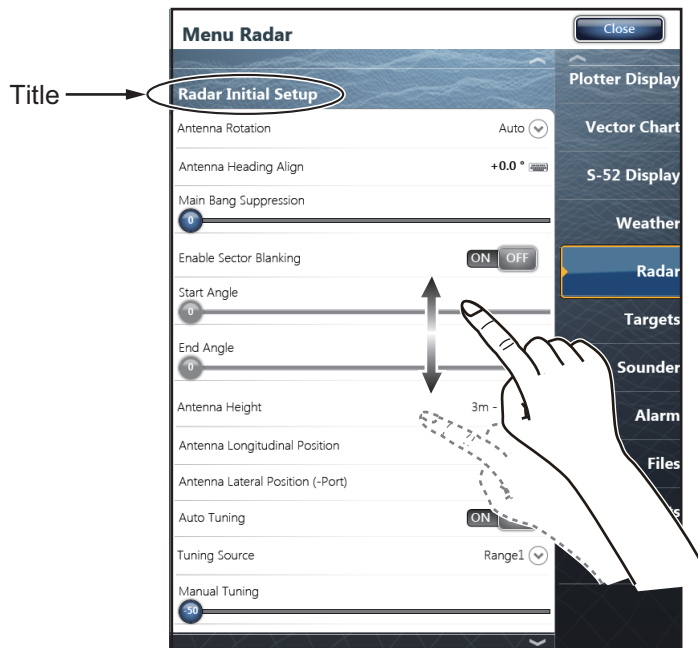 Menu Radar
Close
Title
Radar Initial Setup
Antenna Rotation Auto
Antenna Heading Align +0.0 °
Main Bang Suppression
0
Enable Sector Blanking ON OFF
Start Angle
0
End Angle
0
Antenna Height 3m -
Antenna Longitudinal Position
Antenna Lateral Position (-Port)
Auto Tuning ON
Tuning Source Range1
Manual Tuning
-50
Plotter Display
Vector Chart
S-52 Display
Weather
Radar
Targets
Sounder
Alarm
Files